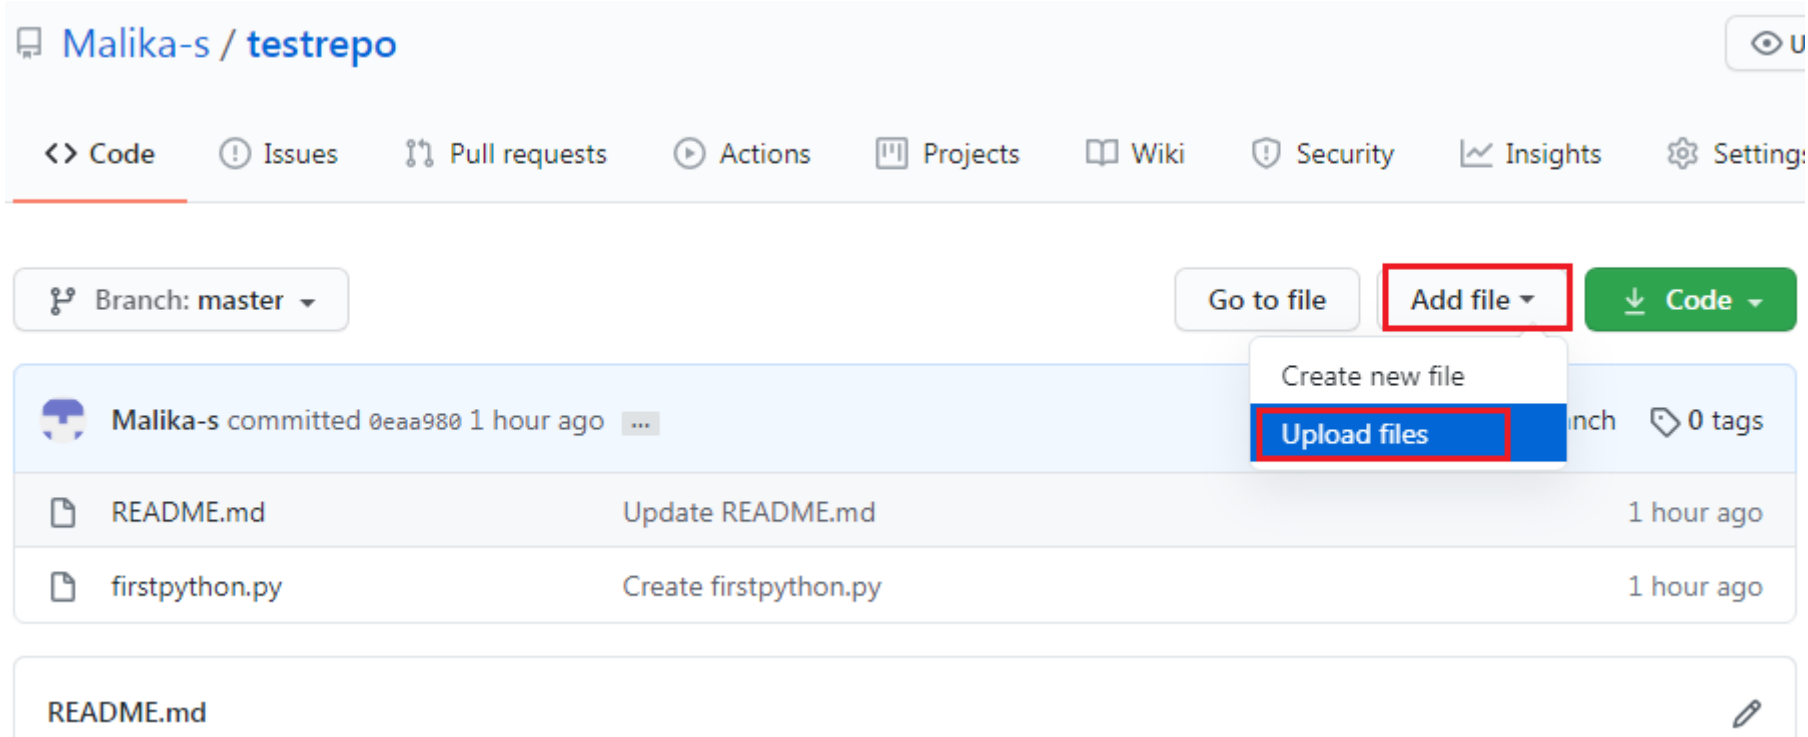 Malika-s / testrepo
U
Code Issues Pull requests Actions Projects Wiki Security Insights Settings
Branch: master Go to file Add file Code
Create new file
Malika-s committed 0eaa980 1 hour ago ... 0 tags
Upload files
README.md Update README.md 1 hour ago
firstpython.py Create firstpython.py 1 hour ago
README.md